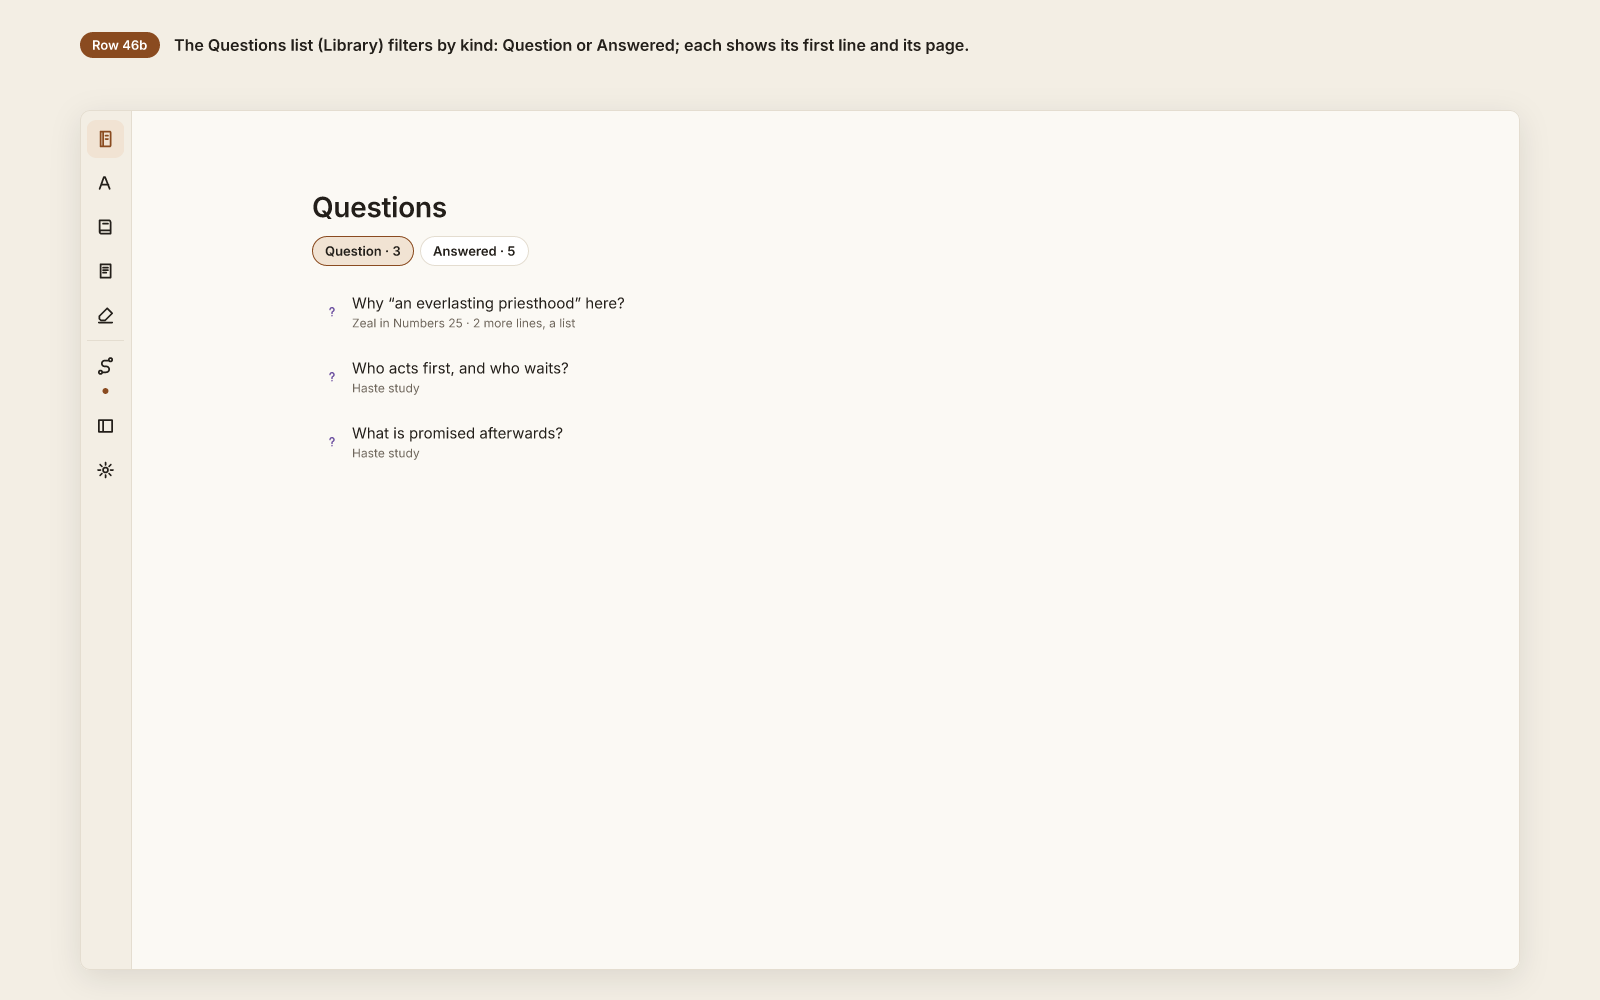 Row 46b
The Questions list (Library) filters by kind: Question or Answered; each shows its first line and its page.
A
Questions
Question · 3
Answered · 5
?
Why “an everlasting priesthood” here?
Zeal in Numbers 25 · 2 more lines, a list
?
Who acts first, and who waits?
Haste study
?
What is promised afterwards?
Haste study